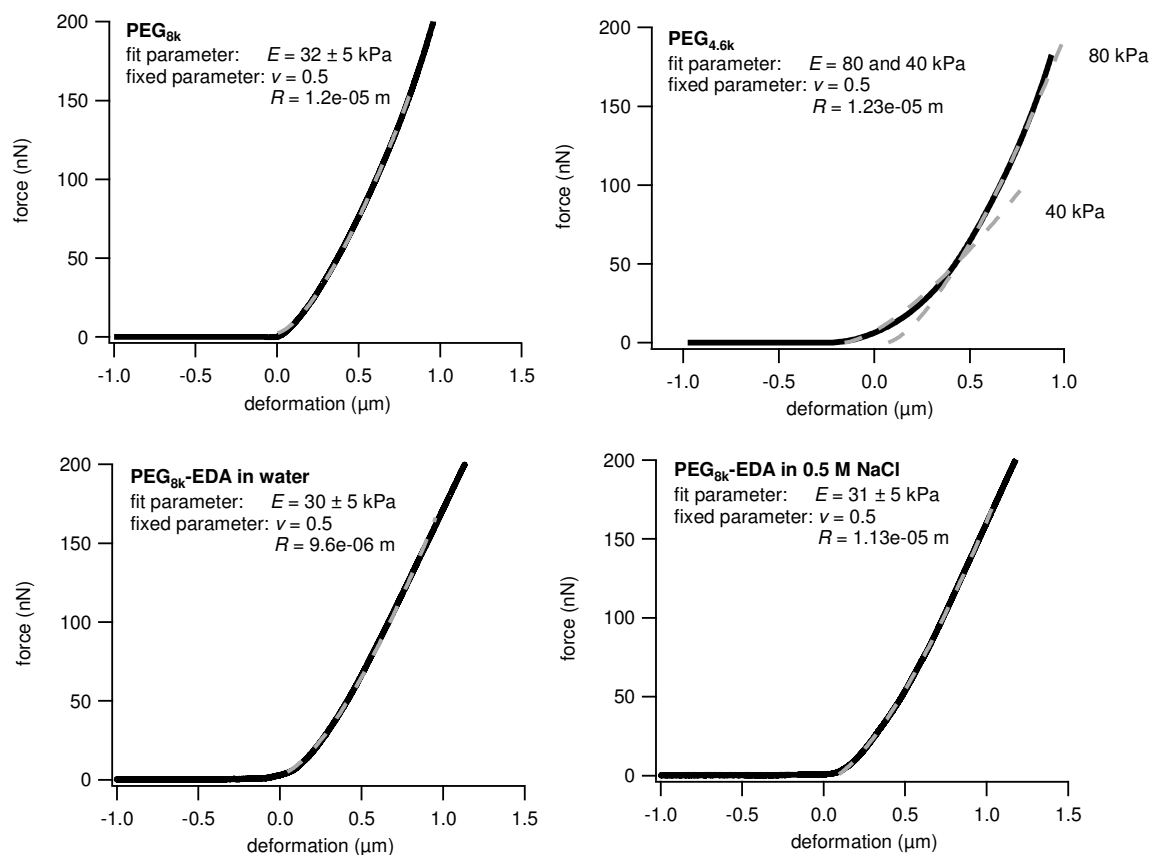 PEG8k
fit parameter: E = 32 ± 5 kPa
fixed parameter: v = 0.5
R = 1.2e-05 m
200
150
100
50
0
force (nN)
-1.0 -0.5 0.0 0.5 1.0 1.5
deformation (µm)
PEG4.6k
fit parameter: E = 80 and 40 kPa
fixed parameter: v = 0.5
R = 1.23e-05 m
80 kPa
40 kPa
200
150
100
50
0
force (nN)
-1.0 -0.5 0.0 0.5 1.0
deformation (µm)
PEG8k-EDA in water
fit parameter: E = 30 ± 5 kPa
fixed parameter: v = 0.5
R = 9.6e-06 m
200
150
100
50
0
force (nN)
-1.0 -0.5 0.0 0.5 1.0 1.5
deformation (µm)
PEG8k-EDA in 0.5 M NaCl
fit parameter: E = 31 ± 5 kPa
fixed parameter: v = 0.5
R = 1.13e-05 m
200
150
100
50
0
force (nN)
-1.0 -0.5 0.0 0.5 1.0 1.5
deformation (µm)